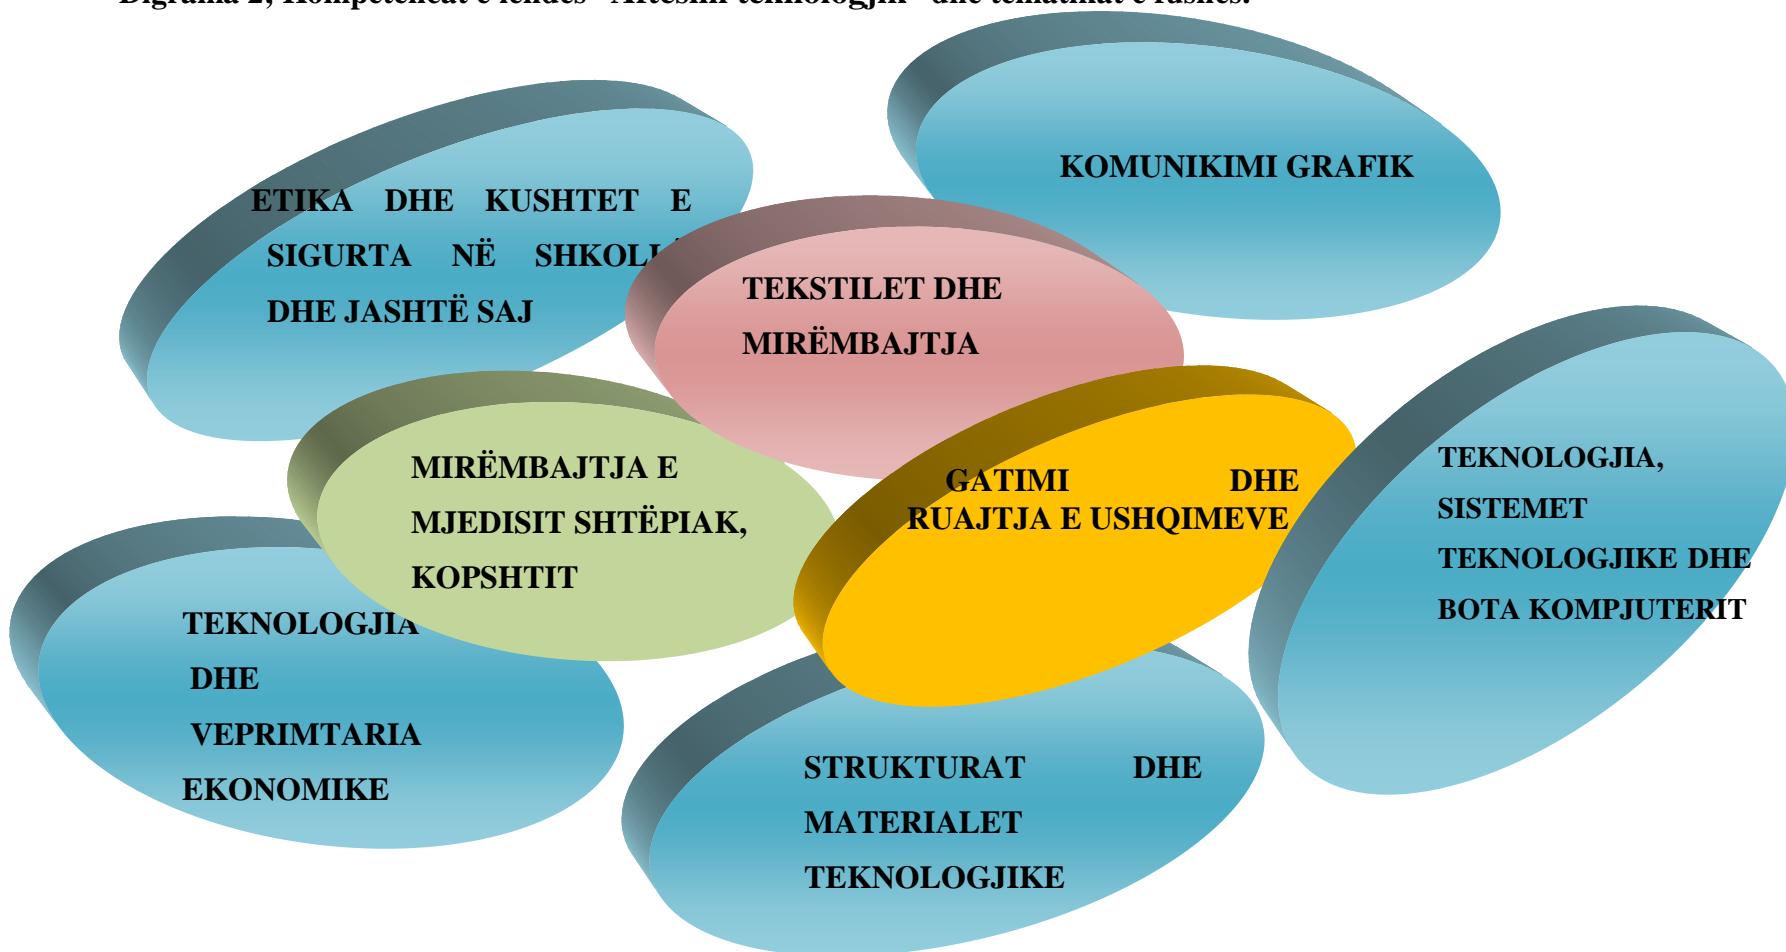 ETIKA DHE KUSHTET E
SIGURTA NË
DHE JASHTË SAJ
KOMUNIKIMI GRAFIK
TEKSTILET DHE
MIRËMBAJTJA
MIRËMBAJTJA E
MJEDISIT SHTËPIAK,
KOPSHTIT
GATIMI DHE
RUAJTJA E USHQIMEVE
TEKNOLOGJIA,
SISTEMET
TEKNOLOGJIKE DHE
BOTA KOMPJUTERIT
TEKNOLOGJIA
DHE
VEPRIMTARIA
EKONOMIKE
STRUKTURAT DHE
MATERIALET
TEKNOLOGJIKE